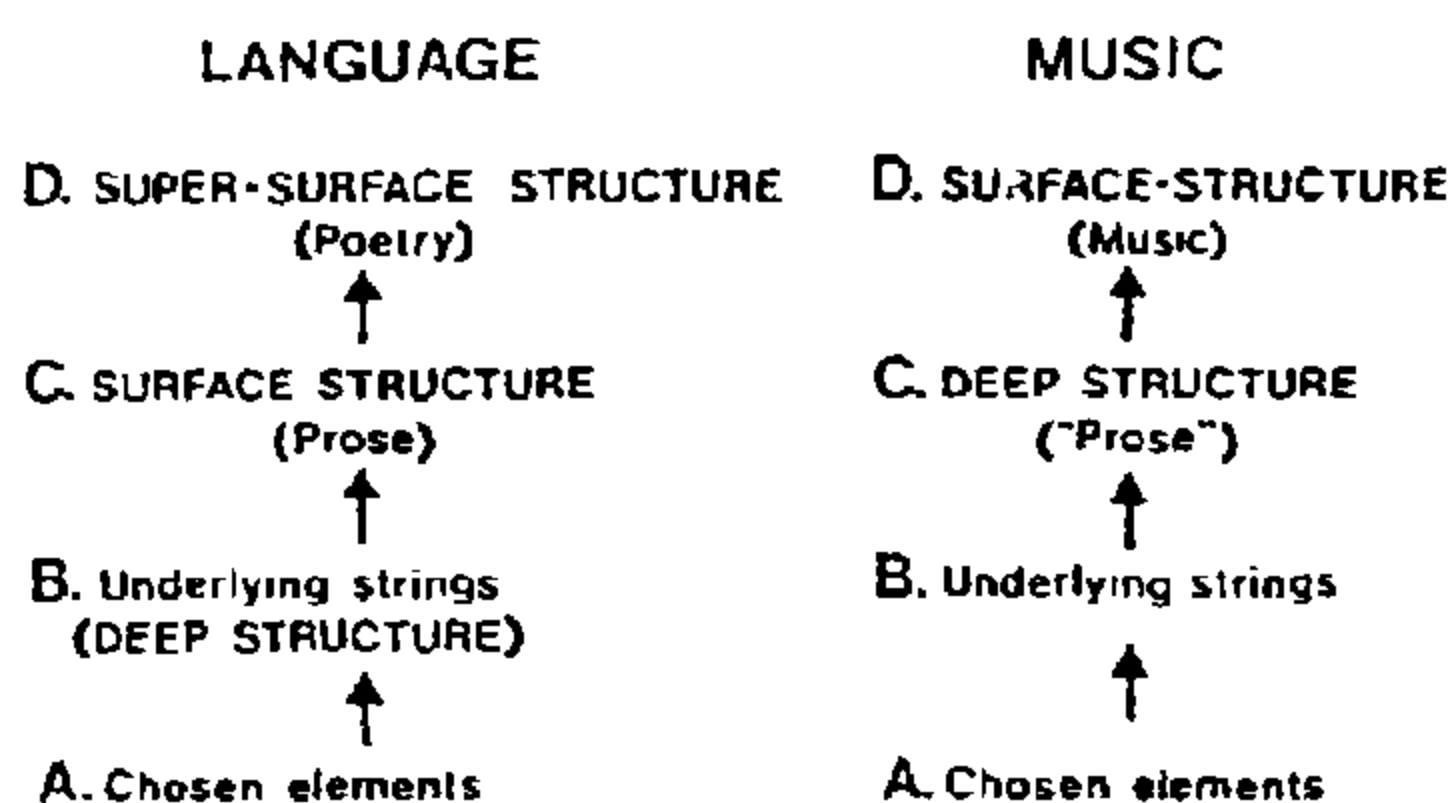 LANGUAGE
D. SUPER-SURFACE STRUCTURE
(Poetry)
C. SURFACE STRUCTURE
(Prose)
B. Underlying strings
(DEEP STRUCTURE)
A. Chosen elements
MUSIC
D. SURFACE-STRUCTURE
(Music)
C. DEEP STRUCTURE
("Prose")
B. Underlying strings
A. Chosen elements